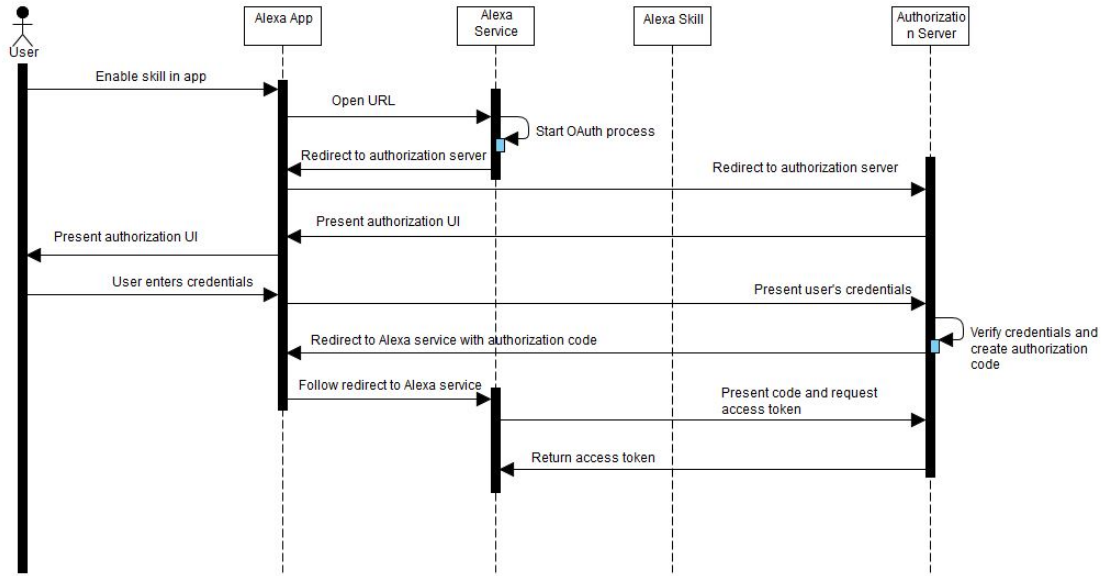 User
Alexa App
Alexa
Service
Alexa Skill
Authorizatio
n Server
Enable skill in app
Open URL
Start OAuth process
Redirect to authorization server
Redirect to authorization server
Present authorization UI
Present authorization UI
User enters credentials
Present user's credentials
Verify credentials and
create authorization
code
Redirect to Alexa service with authorization code
Follow redirect to Alexa service
Present code and request
access token
Return access token